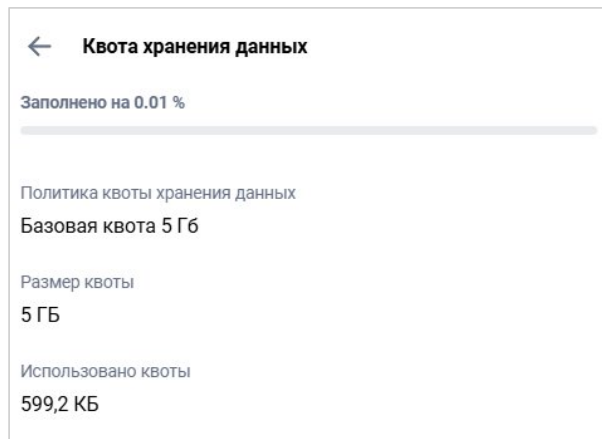 Квота хранения данных
Заполнено на 0.01 %
Политика квоты хранения данных
Базовая квота 5 Гб
Размер квоты
5 ГБ
Использовано квоты
599,2 КБ